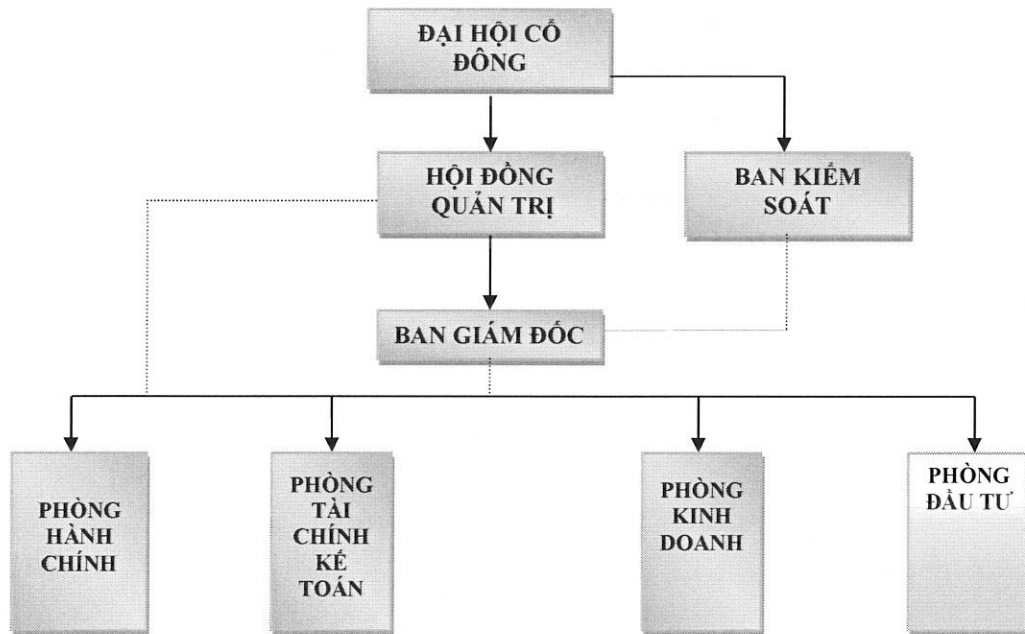 ĐẠI HỘI CỔ
ĐÔNG
HỘI ĐỒNG
QUẢN TRỊ
BAN KIỂM
SOÁT
BAN GIÁM ĐỐC
PHÒNG
HÀNH
CHÍNH
PHÒNG
TÀI
CHÍNH
KẾ
TOÁN
PHÒNG
KINH
DOANH
PHÒNG
ĐẦU TƯ